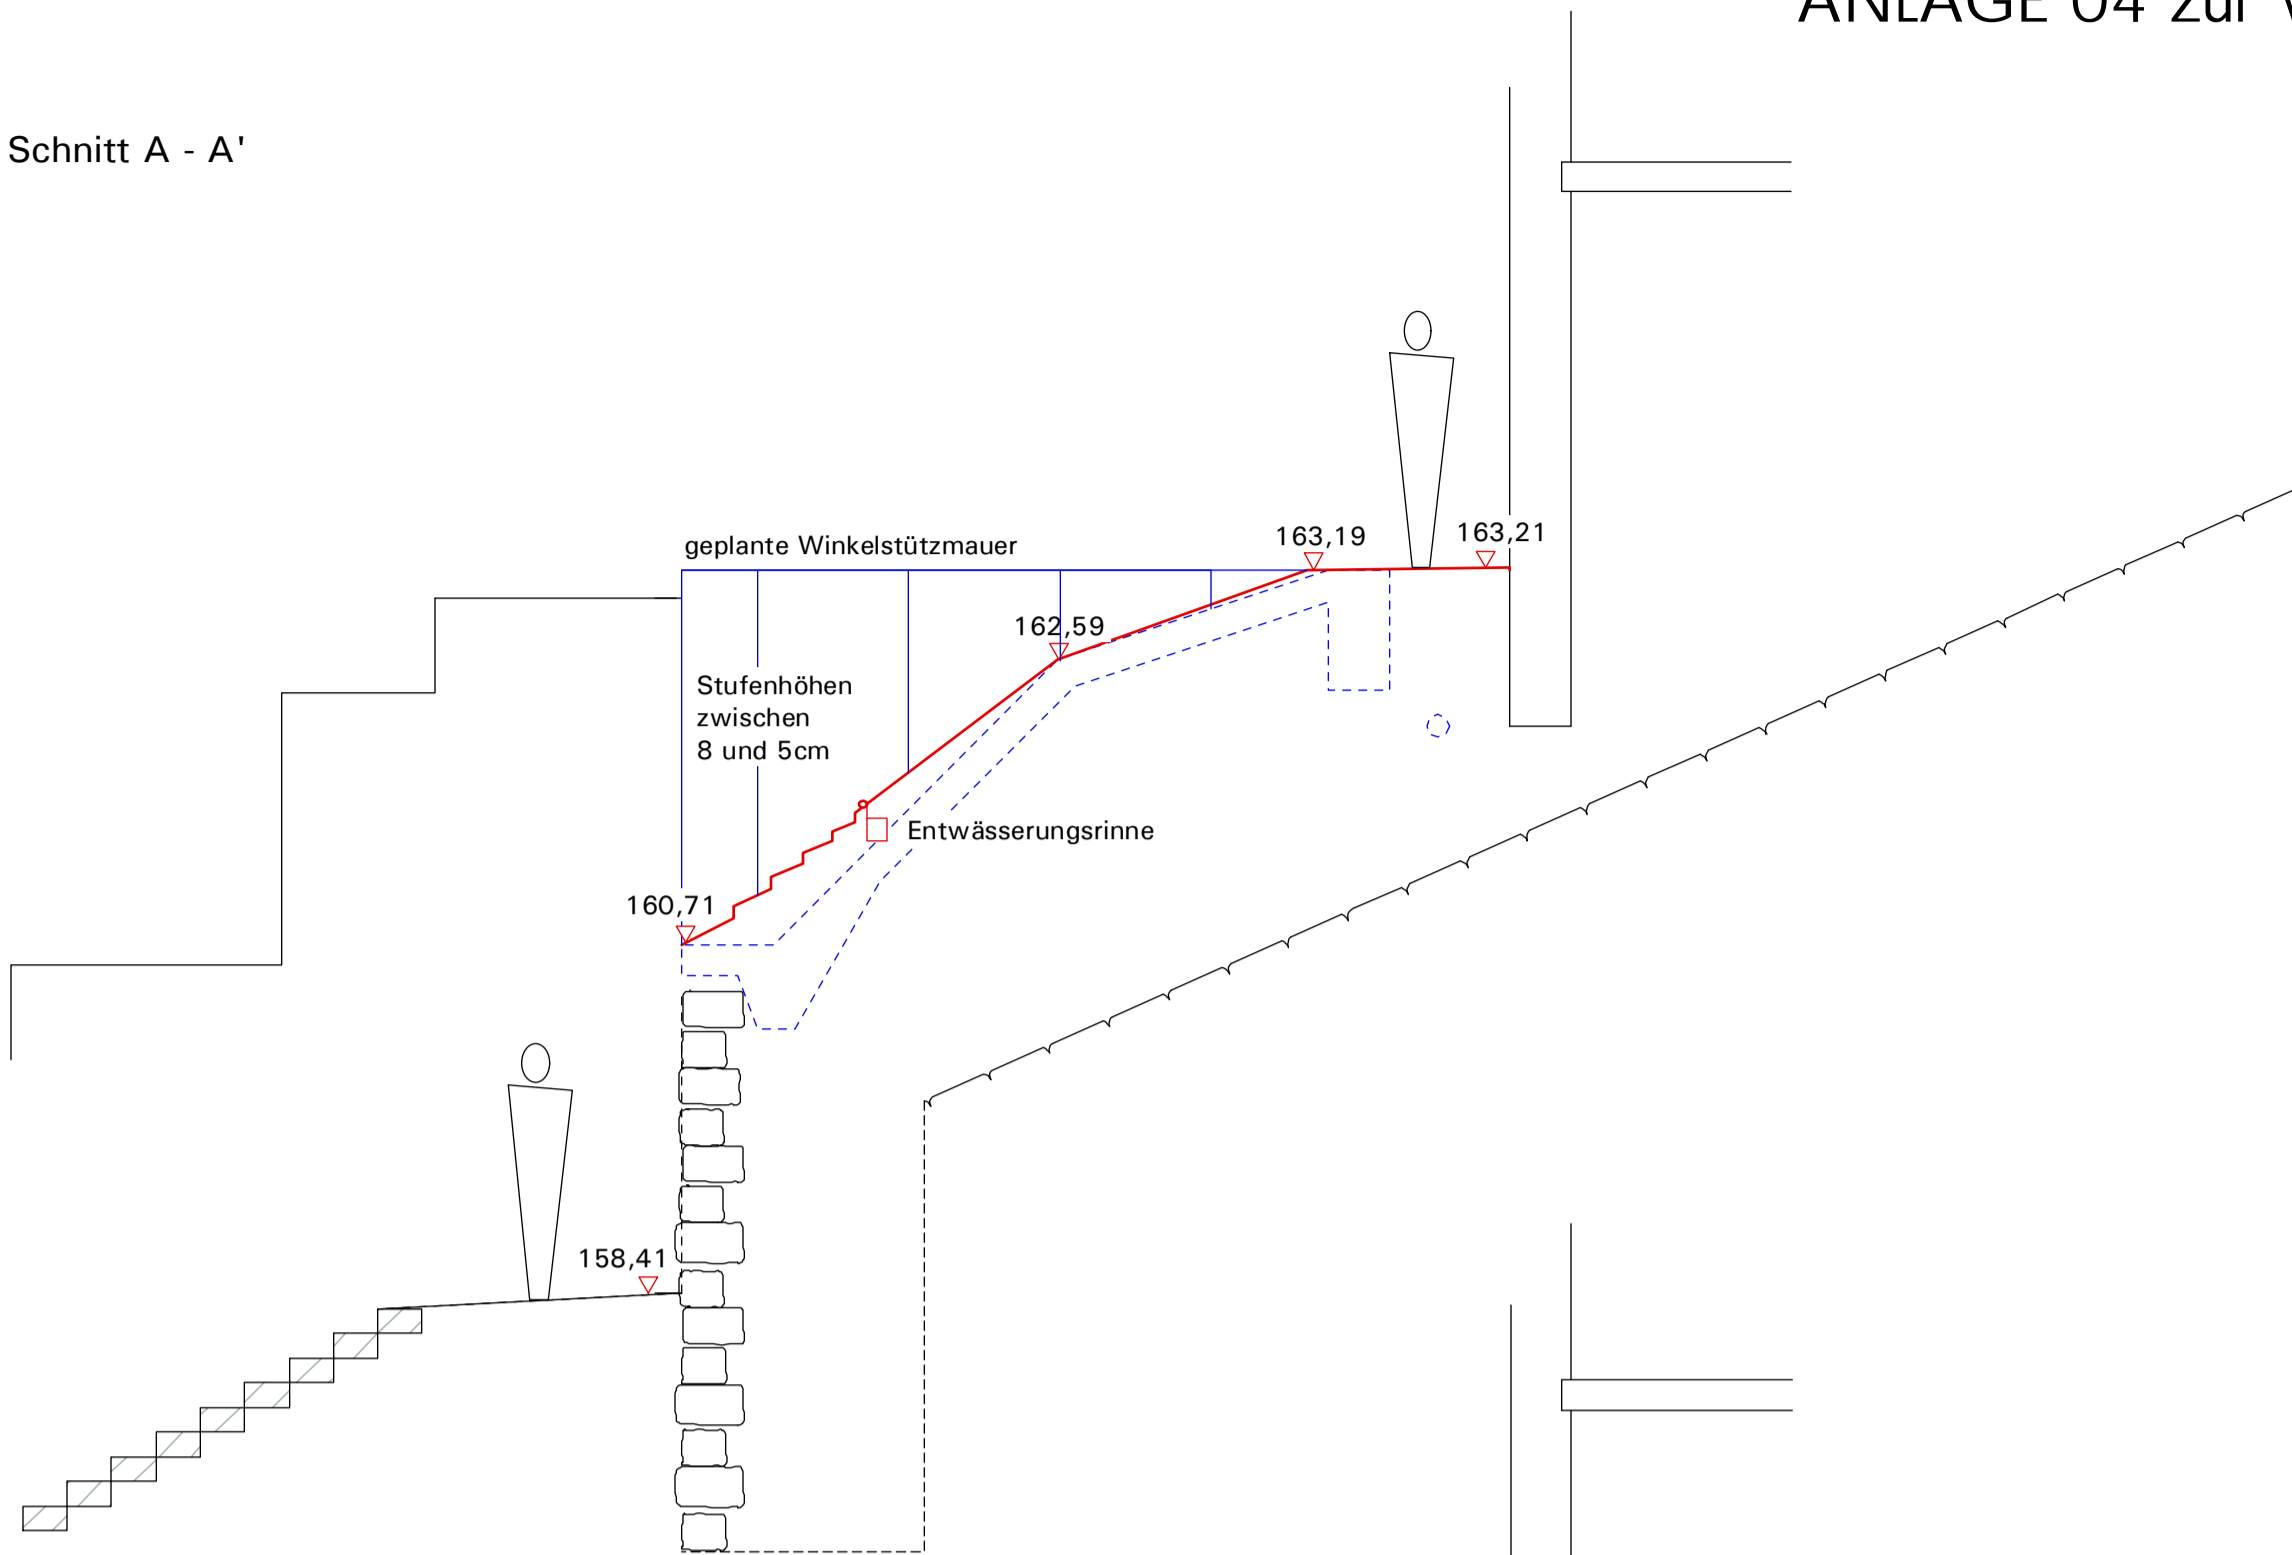 ANLAGE 04 zur
Schnitt A - A'
163,19
163,21
geplante Winkelstützmauer
162,59
Stufenhöhen
zwischen
8 und 5cm
Entwässerungsrinne
160,71
158,41